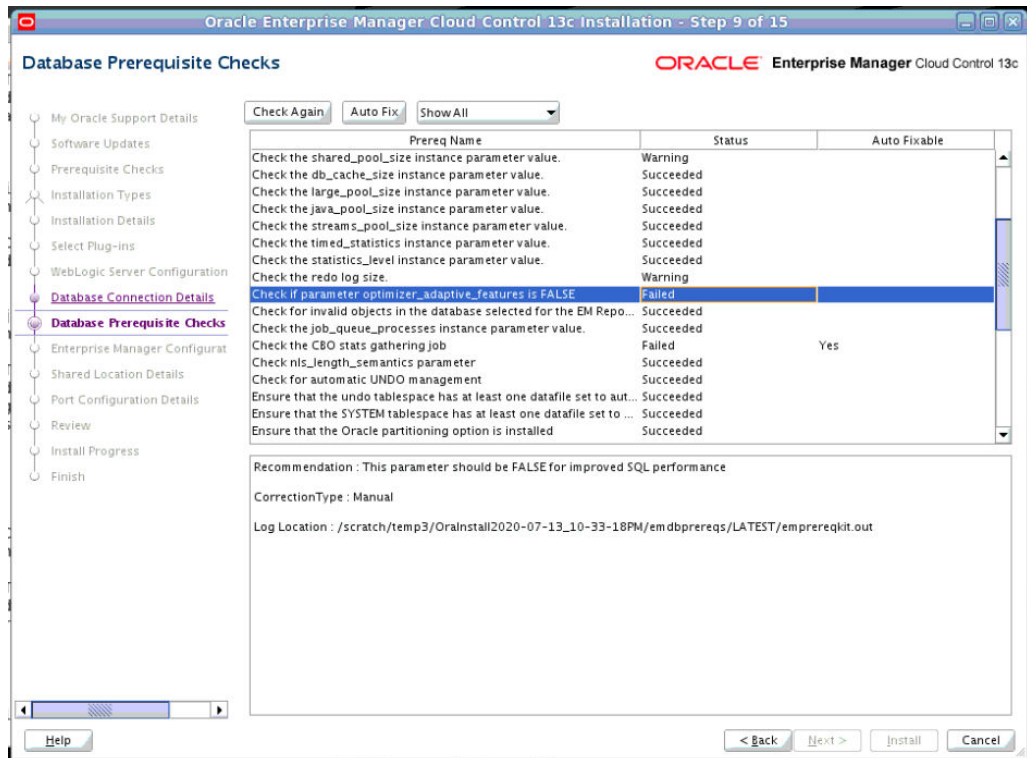 Oracle Enterprise Manager Cloud Control 13c Installation - Step 9 of 15
Database Prerequisite Checks
ORACLE Enterprise Manager Cloud Control 13c
My Oracle Support Details
Software Updates
Prerequisite Checks
Installation Types
Installation Details
Select Plug-ins
WebLogic Server Configuration
Database Connection Details
Database Prerequisite Checks
Enterprise Manager Configurat
Shared Location Details
Port Configuration Details
Review
Install Progress
Finish
Check Again Auto Fix Show All
Prereq Name Status Auto Fixable
Check the shared_pool_size instance parameter value. Warning
Check the db_cache_size instance parameter value. Succeeded
Check the large_pool_size instance parameter value. Succeeded
Check the java_pool_size instance parameter value. Succeeded
Check the streams_pool_size instance parameter value. Succeeded
Check the timed_statistics instance parameter value. Succeeded
Check the statistics_level instance parameter value. Succeeded
Check the redo log size. Warning
Check if parameter optimizer_adaptive_features is FALSE Failed
Check for invalid objects in the database selected for the EM Repo... Succeeded
Check the job_queue_processes instance parameter value. Succeeded
Check the CBO stats gathering job Failed Yes
Check nls_length_semantics parameter Succeeded
Check for automatic UNDO management Succeeded
Ensure that the undo tablespace has at least one datafile set to aut... Succeeded
Ensure that the SYSTEM tablespace has at least one datafile set to ... Succeeded
Ensure that the Oracle partitioning option is installed Succeeded
Recommendation : This parameter should be FALSE for improved SQL performance
CorrectionType : Manual
Log Location : /scratch/temp3/OraInstall2020-07-13_10-33-18PM/emdbprereqs/LATEST/emprereqkit.out
Help < Back Next > Install Cancel